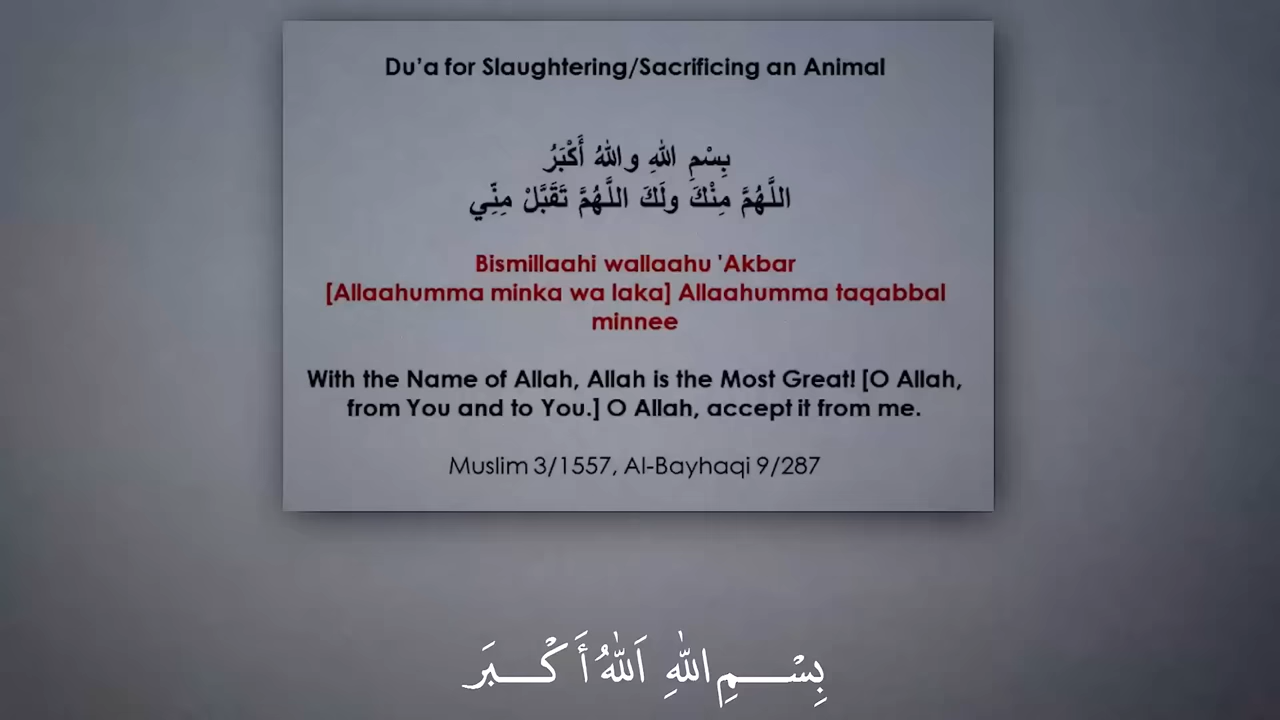 Du'a for Slaughtering/Sacrificing an Animal
بِسْمِ اللهِ واللهُ أَكْبَرُ
اللَّهُمَّ مِنْكَ ولَكَ اللَّهُمَّ تَقَبَّلْ مِنِّي
Bismillaahi wallaahu 'Akbar
[Allaahumma minka wa laka] Allaahumma taqabbal
minnee
With the Name of Allah, Allah is the Most Great! [O Allah,
from You and to You.] O Allah, accept it from me.
Muslim 3/1557, Al-Bayhaqi 9/287
بِسْـــمِ اللهِ اَللهُ أَكْـــبَر